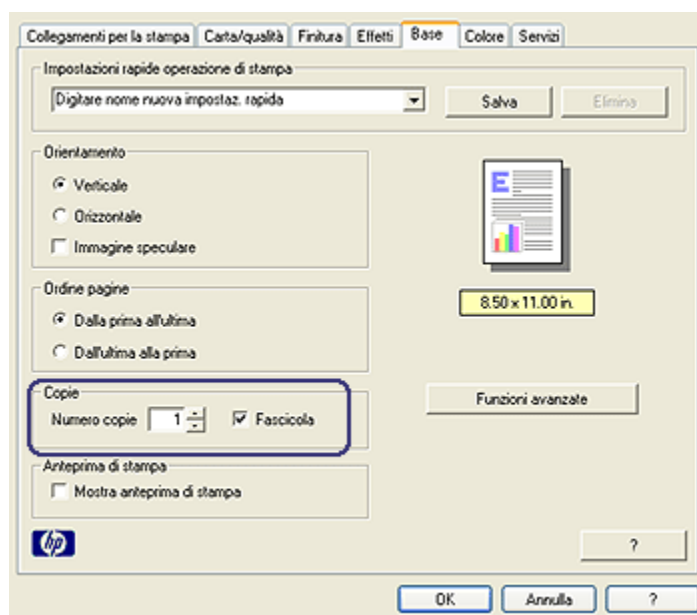 Collegamenti per la stampa Carta/qualità Finitura Effetti Base Colore Servizi
Impostazioni rapide operazione di stampa
Digitare nome nuova impostaz. rapida Salva Elimina
Orientamento
Verticale
Orizzontale
Immagine speculare
E
Ordine pagine
8.50 x 11.00 in.
Dalla prima all'ultima
Dall'ultima alla prima
Copie
Numero copie 1 Fascicola
Funzioni avanzate
Anteprima di stampa
Mostra anteprima di stampa
hp ?
OK Annulla ?